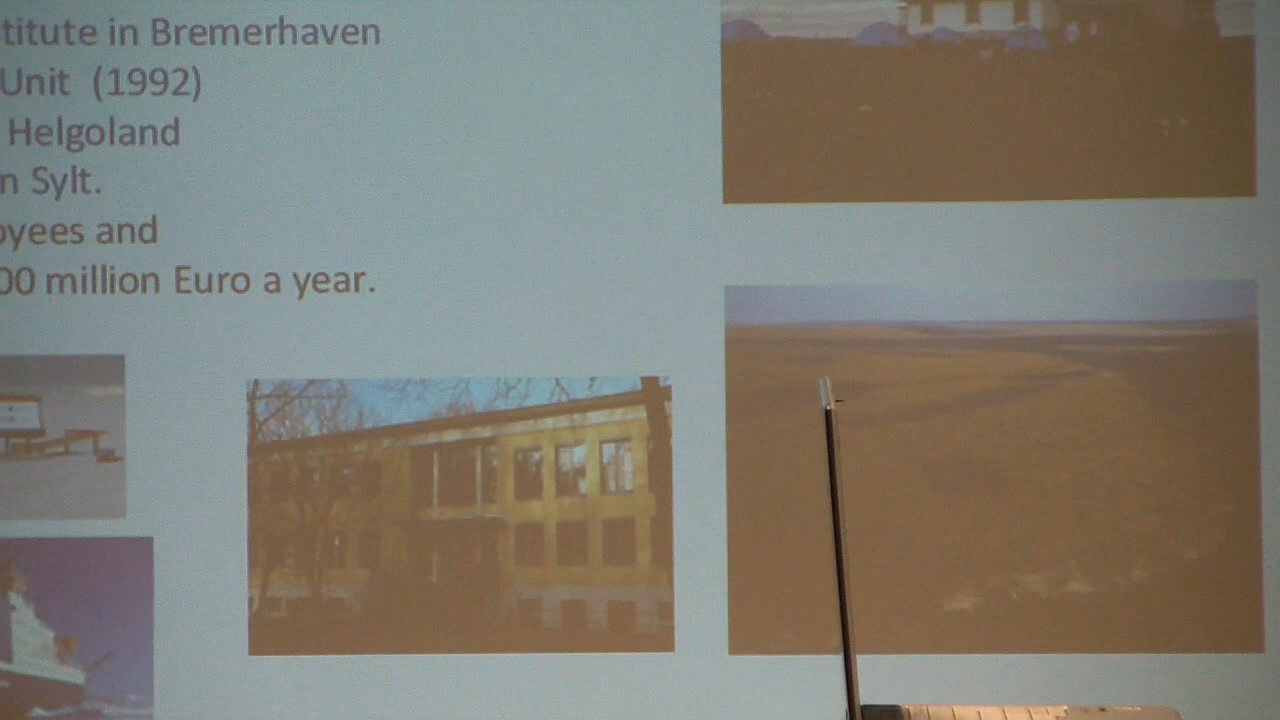 titute in Bremerhaven
Unit (1992)
Helgoland
n Sylt.
oyees and
00 million Euro a year.